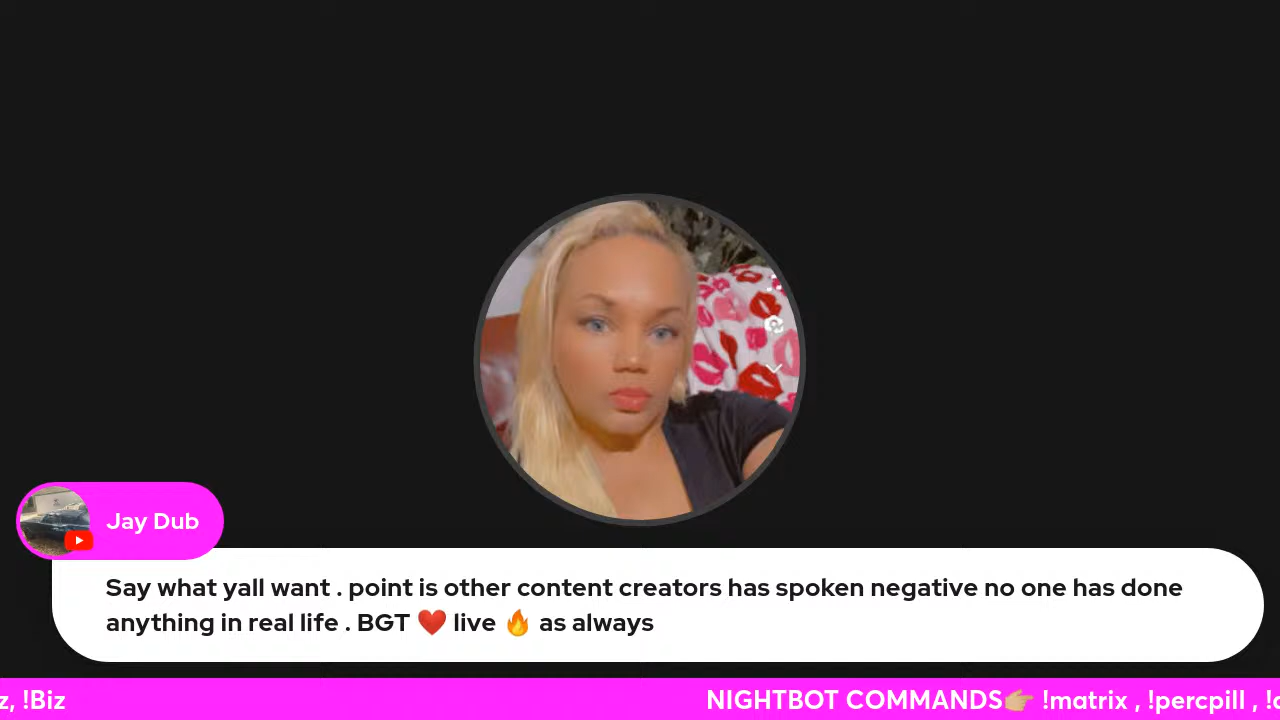 Jay Dub
Say what yall want . point is other content creators has spoken negative no one has done
anything in real life . BGT ❤️ live 🔥 as always
z, !Biz NIGHTBOT COMMANDS👉🏼 !matrix , !percpill ,